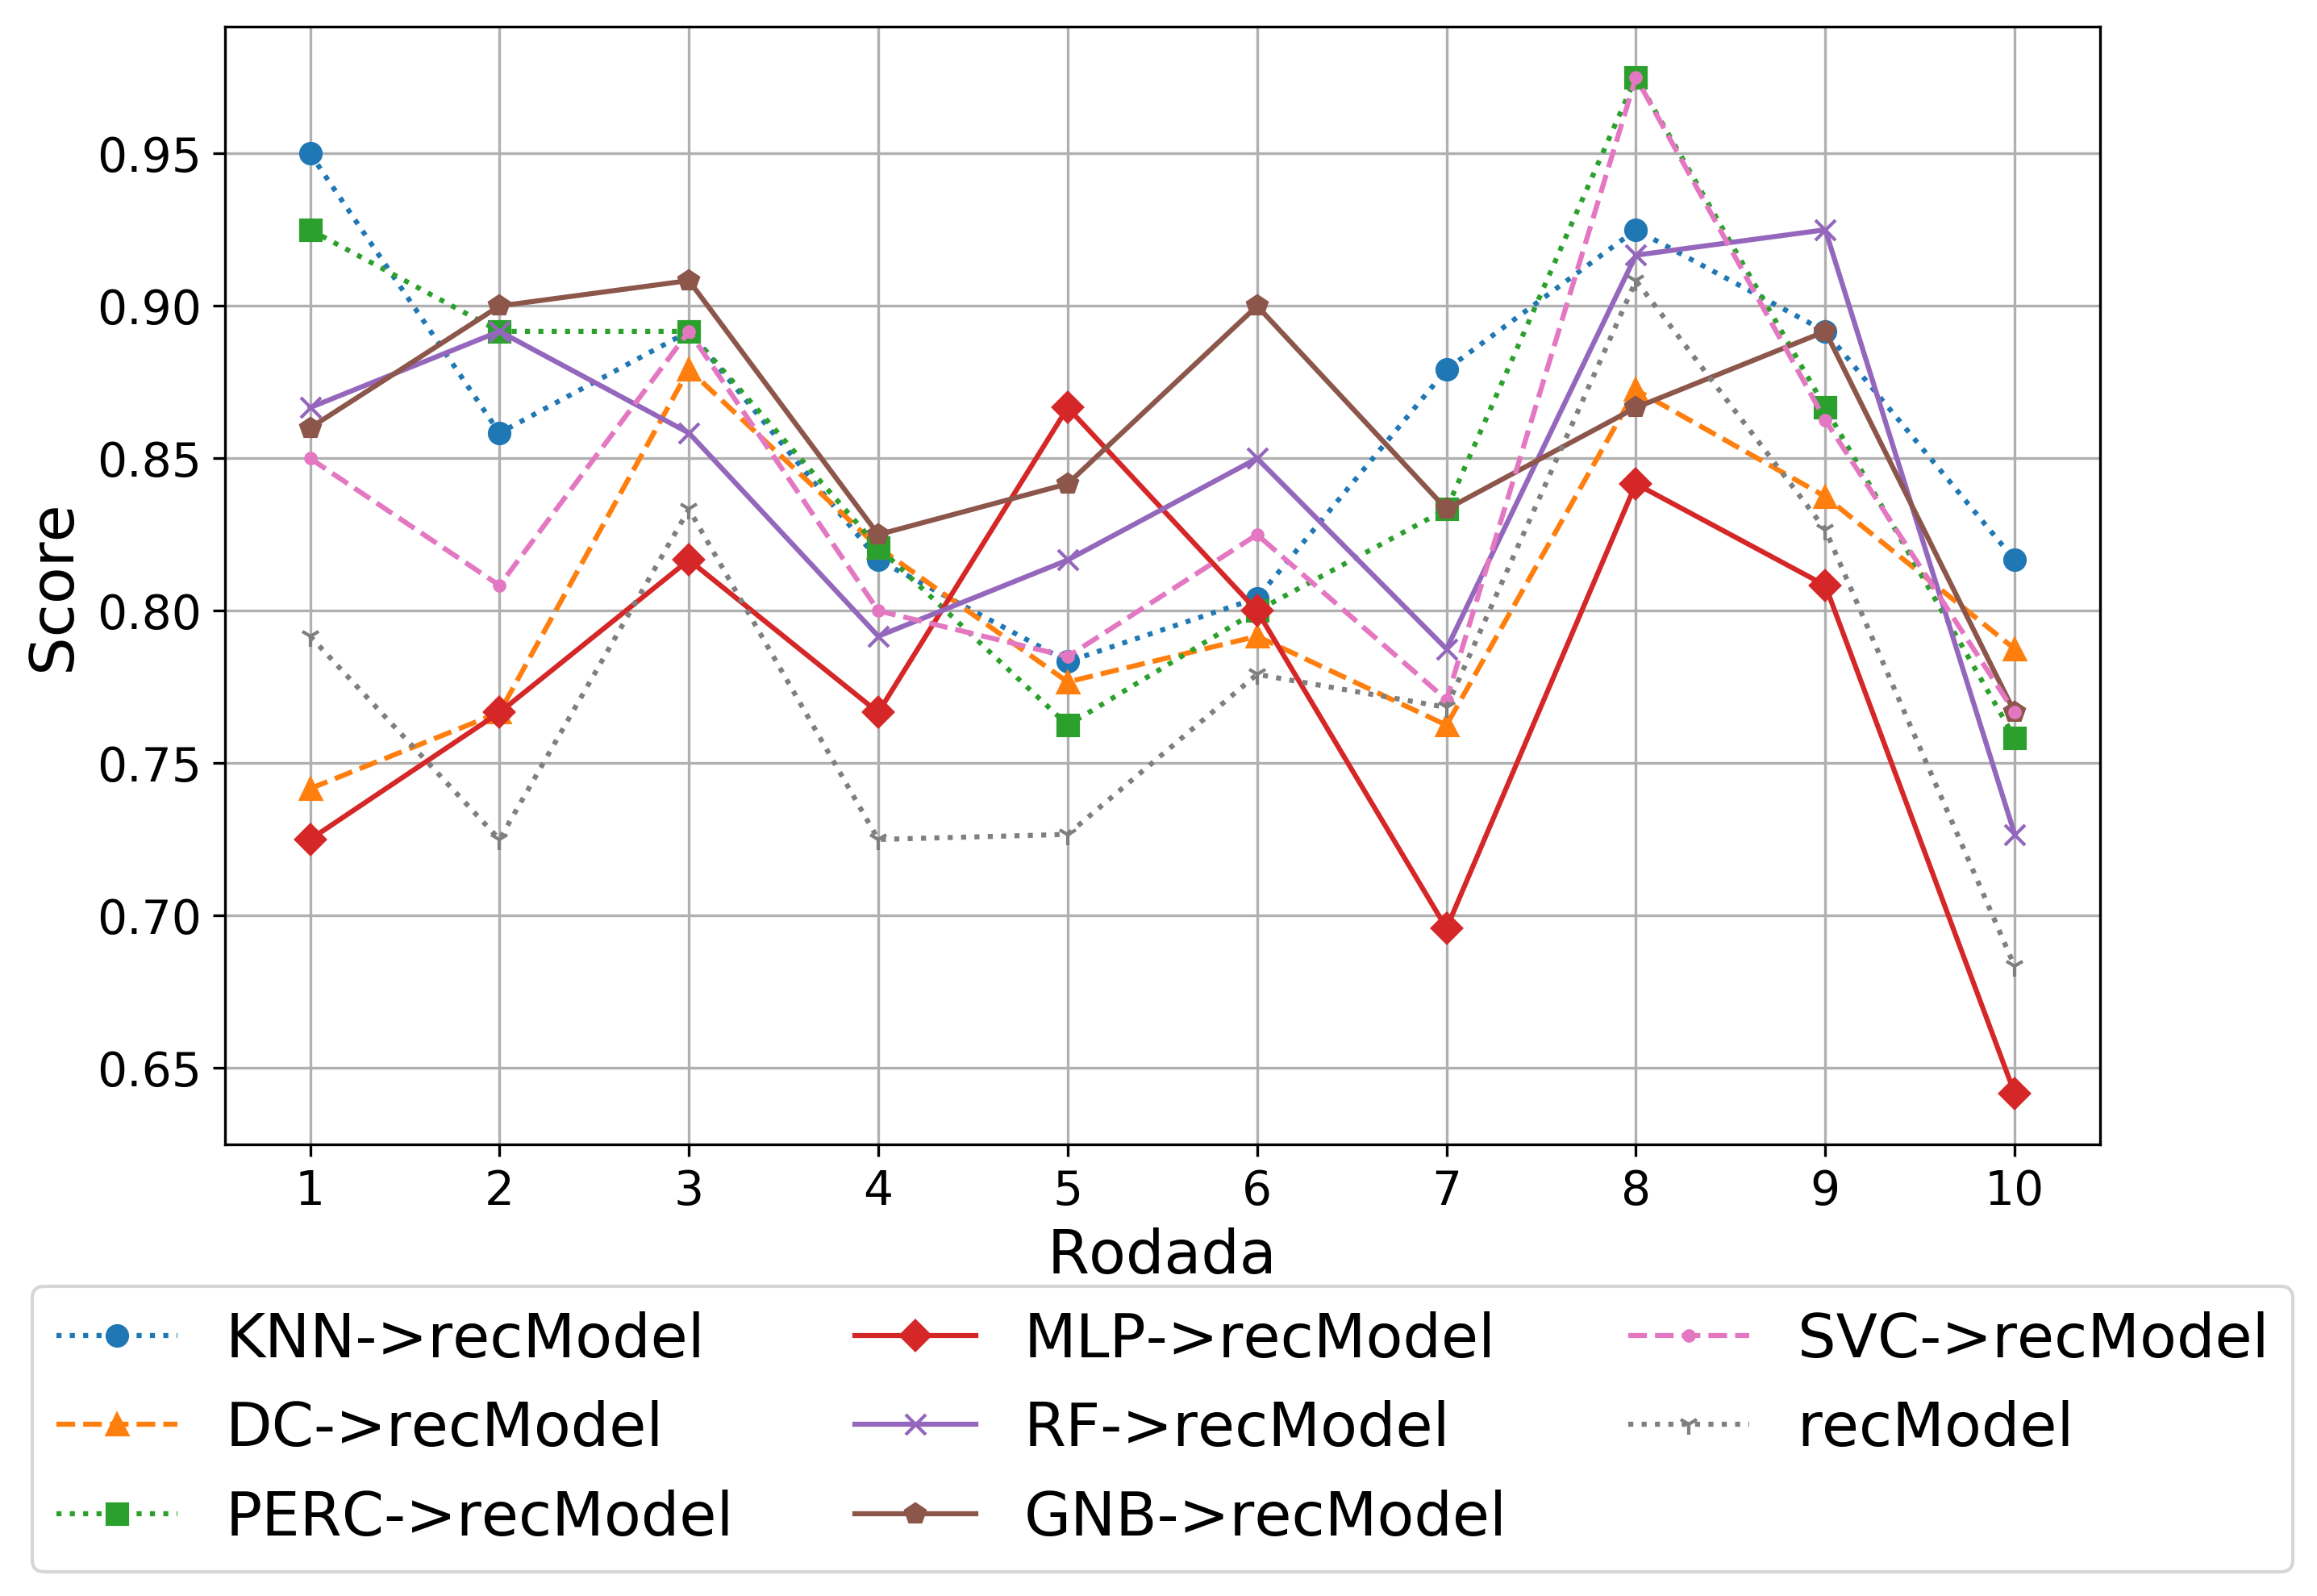 0.95
0.90
0.85
0.80
0.75
0.70
0.65
Score
1 2 3 4 5 6 7 8 9 10
Rodada
KNN->recModel MLP->recModel SVC->recModel
DC->recModel RF->recModel recModel
PERC->recModel GNB->recModel